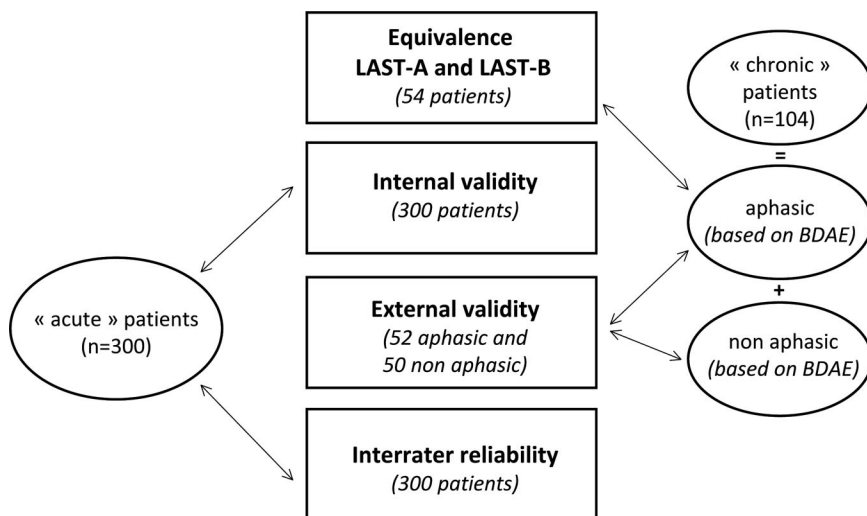 Equivalence
LAST-A and LAST-B
(54 patients)
Internal validity
(300 patients)
External validity
(52 aphasic and
50 non aphasic)
Interrater reliability
(300 patients)
« acute » patients
(n=300)
« chronic »
patients
(n=104)
=
aphasic
(based on BDAE)
+
non aphasic
(based on BDAE)